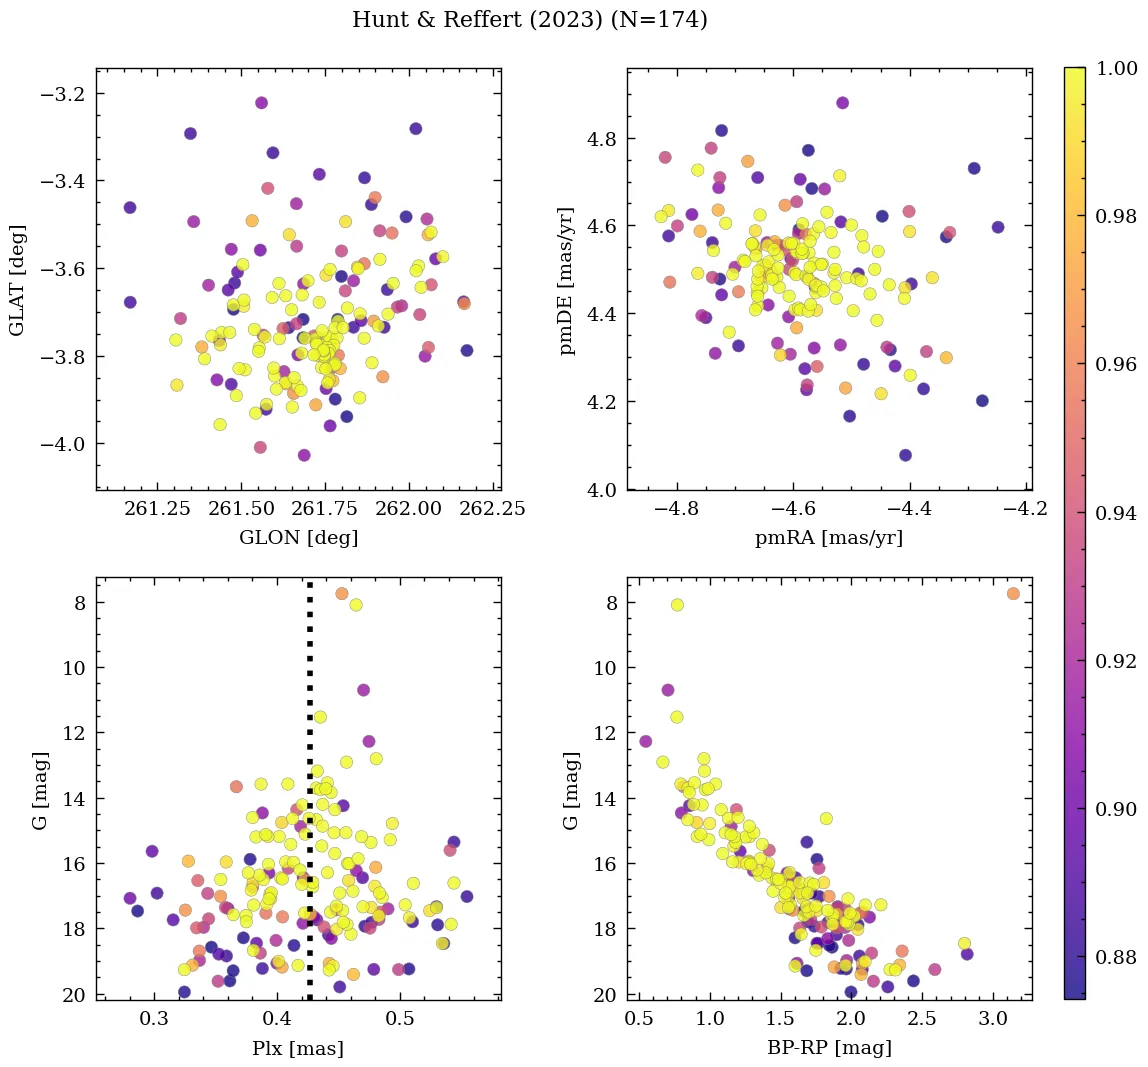 Hunt & Reffert (2023) (N=174)
−3.2
−3.4
−3.6
−3.8
−4.0
GLAT [deg]
261.25 261.50 261.75 262.00 262.25
GLON [deg]
4.8
4.6
4.4
4.2
4.0
pmDE [mas/yr]
−4.8 −4.6 −4.4 −4.2
pmRA [mas/yr]
1.00
0.98
0.96
0.94
0.92
0.90
0.88
8
10
12
14
16
18
20
G [mag]
0.3 0.4 0.5
Plx [mas]
8
10
12
14
16
18
20
G [mag]
0.5 1.0 1.5 2.0 2.5 3.0
BP-RP [mag]